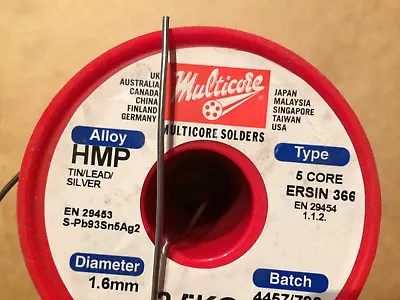 UK
AUSTRALIA
CANADA
CHINA
FINLAND
GERMANY
Multicore
JAPAN
MALAYSIA
SINGAPORE
TAIWAN
USA
MULTICORE SOLDERS
Alloy
HMP
TIN/LEAD/
SILVER
EN 29453
S-Pb93Sn5Ag2
Type
5 CORE
ERSIN 366
EN 29454
1.1.2.
Diameter
1.6mm
Batch